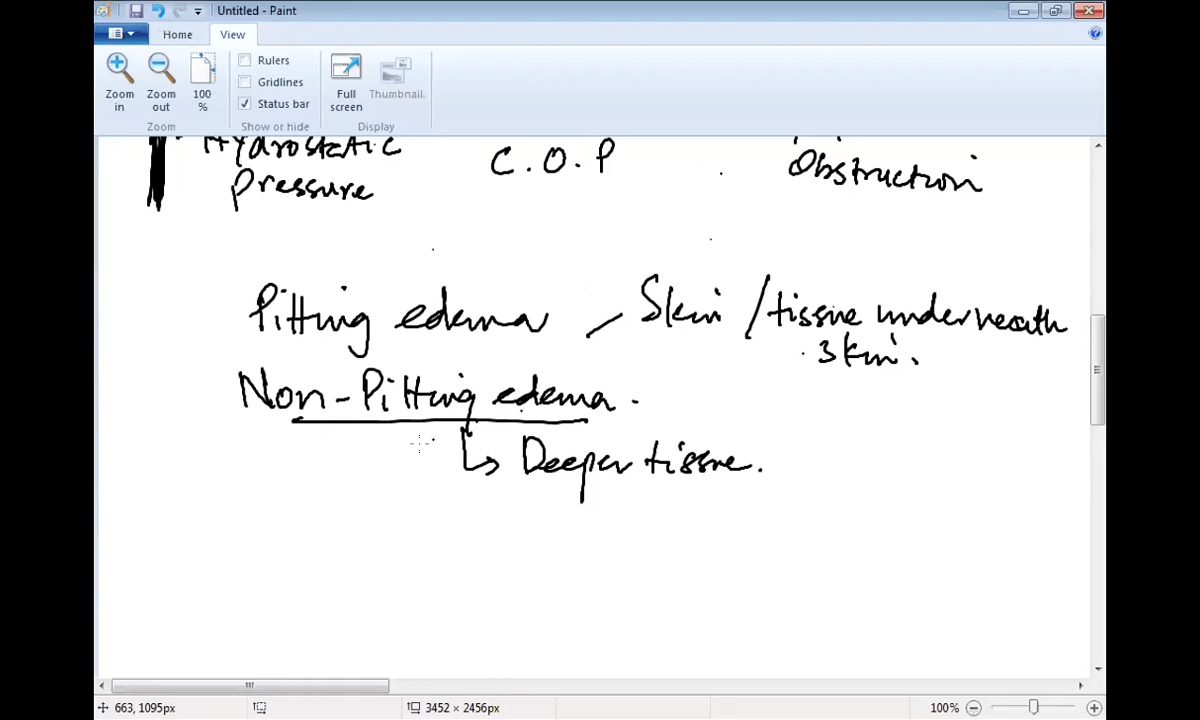 Untitled - Paint
Home View
Zoom in
Zoom out
100 %
Zoom
Rulers
Gridlines
Status bar
Show or hide
Full screen
Thumbnail
Display
Hydrostatic
Pressure
C.O.P
Obstruction
Pitting edema - Skin / tissue underneath
skin.
Non-Pitting edema.
↳ Deeper tissue.
663, 1095px
3452 × 2456px
100%